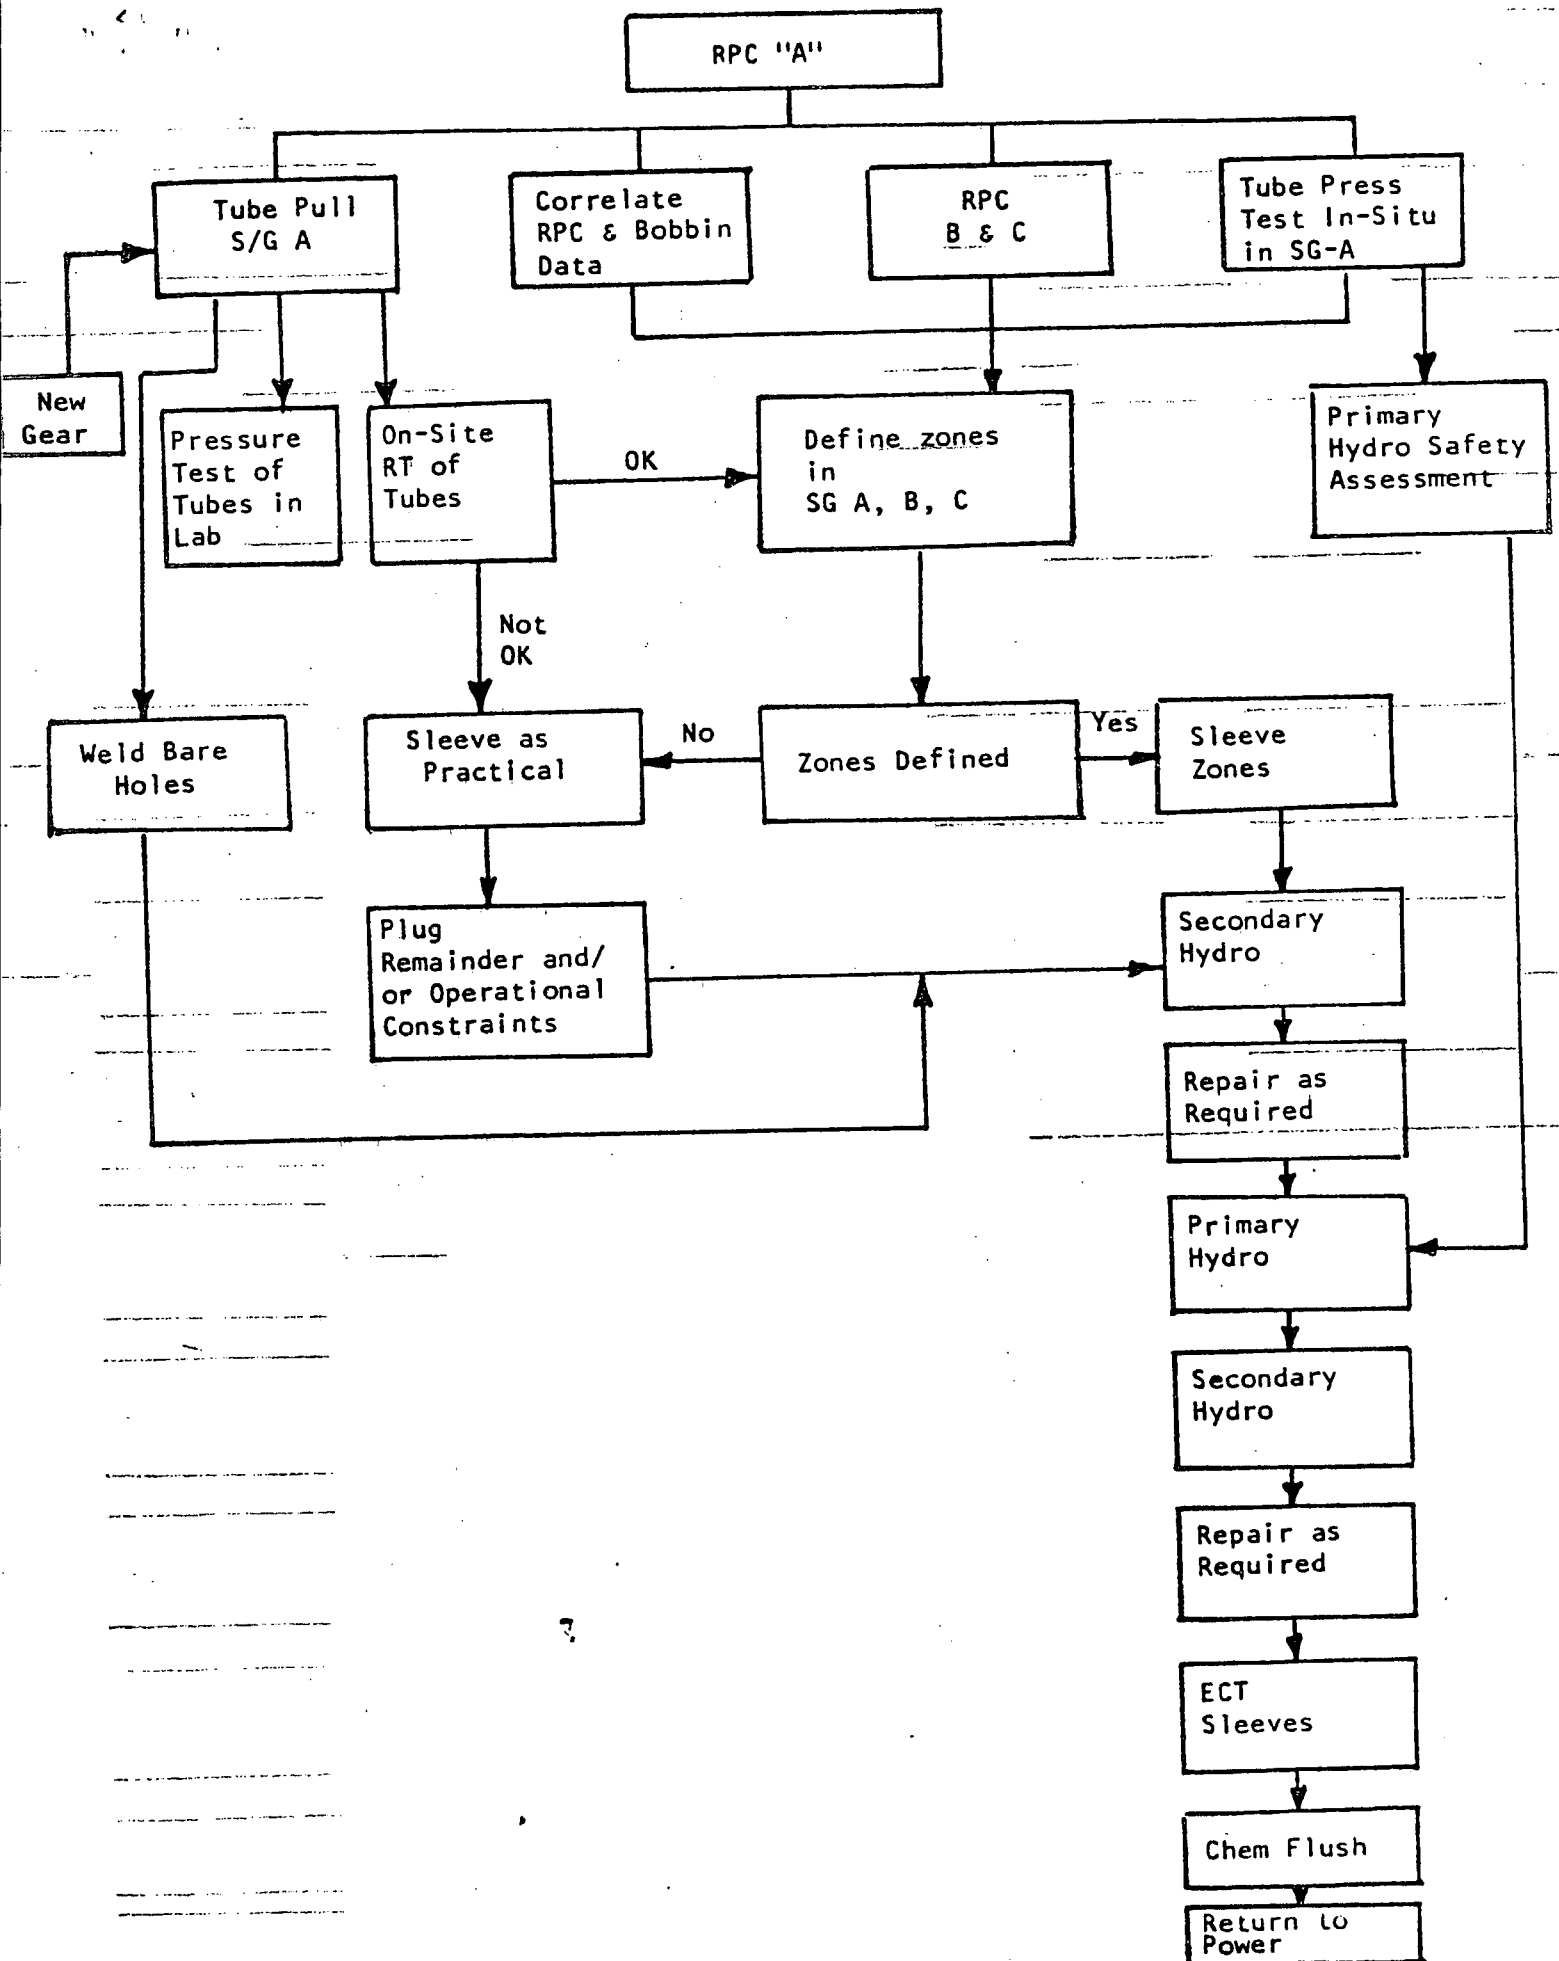 RPC "A"
Tube Pull
S/G A
Correlate
RPC & Bobbin
Data
RPC
B & C
Tube Press
Test In-Situ
in SG-A
New
Gear
Pressure
Test of
Tubes in
Lab
On-Site
RT of
Tubes
OK
Define zones
in
SG A, B, C
Primary
Hydro Safety
Assessment
Not
OK
Weld Bare
Holes
Sleeve as
Practical
No
Zones Defined
Yes
Sleeve
Zones
Plug
Remainder and/
or Operational
Constraints
Secondary
Hydro
Repair as
Required
Primary
Hydro
Secondary
Hydro
Repair as
Required
ECT
Sleeves
Chem Flush
Return to
Power